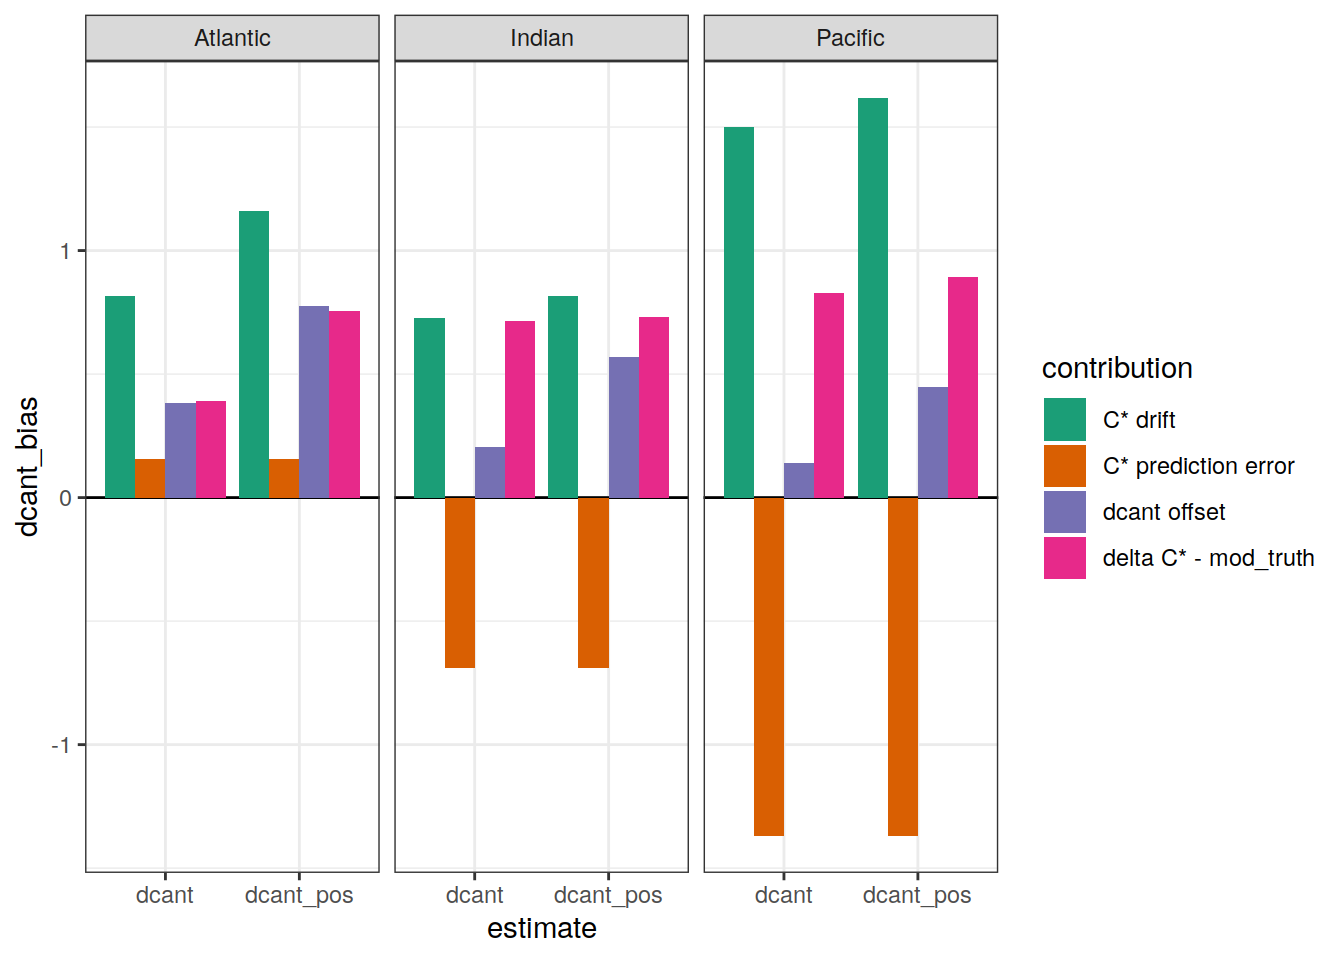 Atlantic
Indian
Pacific
dcant_bias
1
0
-1
dcant
dcant_pos
dcant
dcant_pos
dcant
dcant_pos
estimate
contribution
C* drift
C* prediction error
dcant offset
delta C* - mod_truth